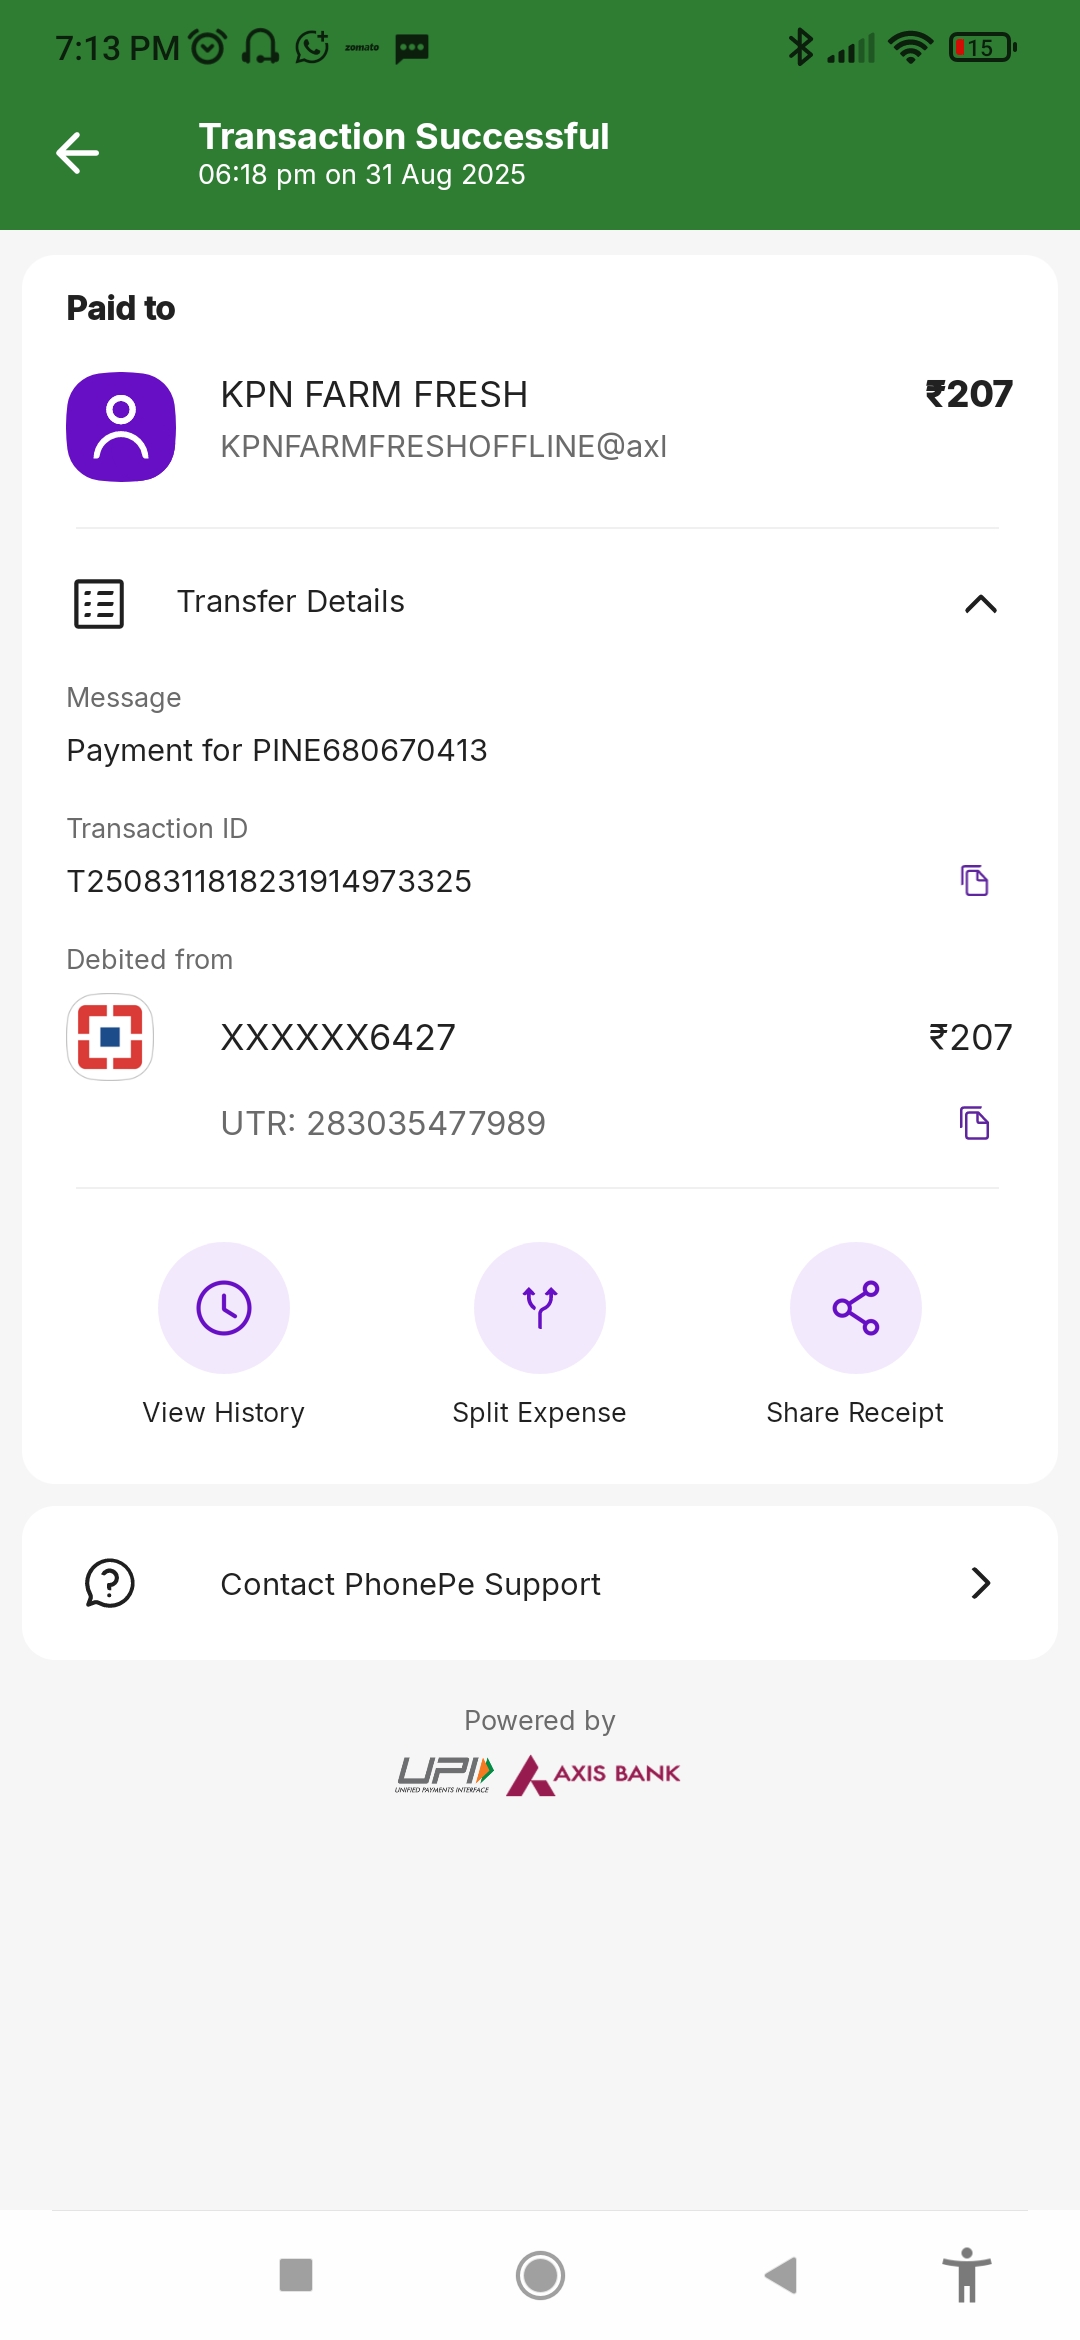 7:13 PM zomato 15
Transaction Successful
06:18 pm on 31 Aug 2025
Paid to
KPN FARM FRESH ₹207
KPNFARMFRESHOFFLINE@axl
Transfer Details
Message
Payment for PINE680670413
Transaction ID
T2508311818231914973325
Debited from
XXXXXX6427 ₹207
UTR: 283035477989
View History Split Expense Share Receipt
Contact PhonePe Support
Powered by
UPI AXIS BANK
UNIFIED PAYMENTS INTERFACE